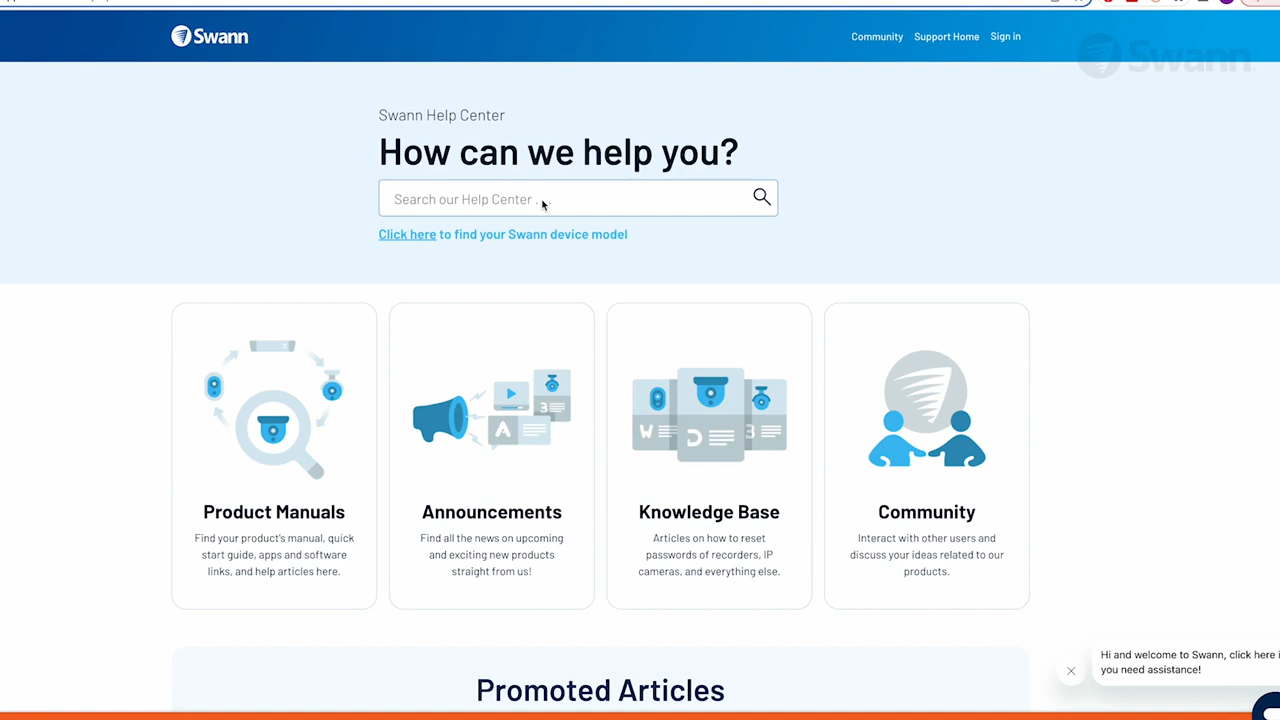 Swann
Community Support Home Sign in
Swann
Swann Help Center
How can we help you?
Search our Help Center . . .
Click here to find your Swann device model
W D 3
A 3
Product Manuals
Find your product's manual, quick
start guide, apps and software
links, and help articles here.
Announcements
Find all the news on upcoming
and exciting new products
straight from us!
Knowledge Base
Articles on how to reset
passwords of recorders, IP
cameras, and everything else.
Community
Interact with other users and
discuss your ideas related to our
products.
Hi and welcome to Swann, click here i
you need assistance!
Promoted Articles